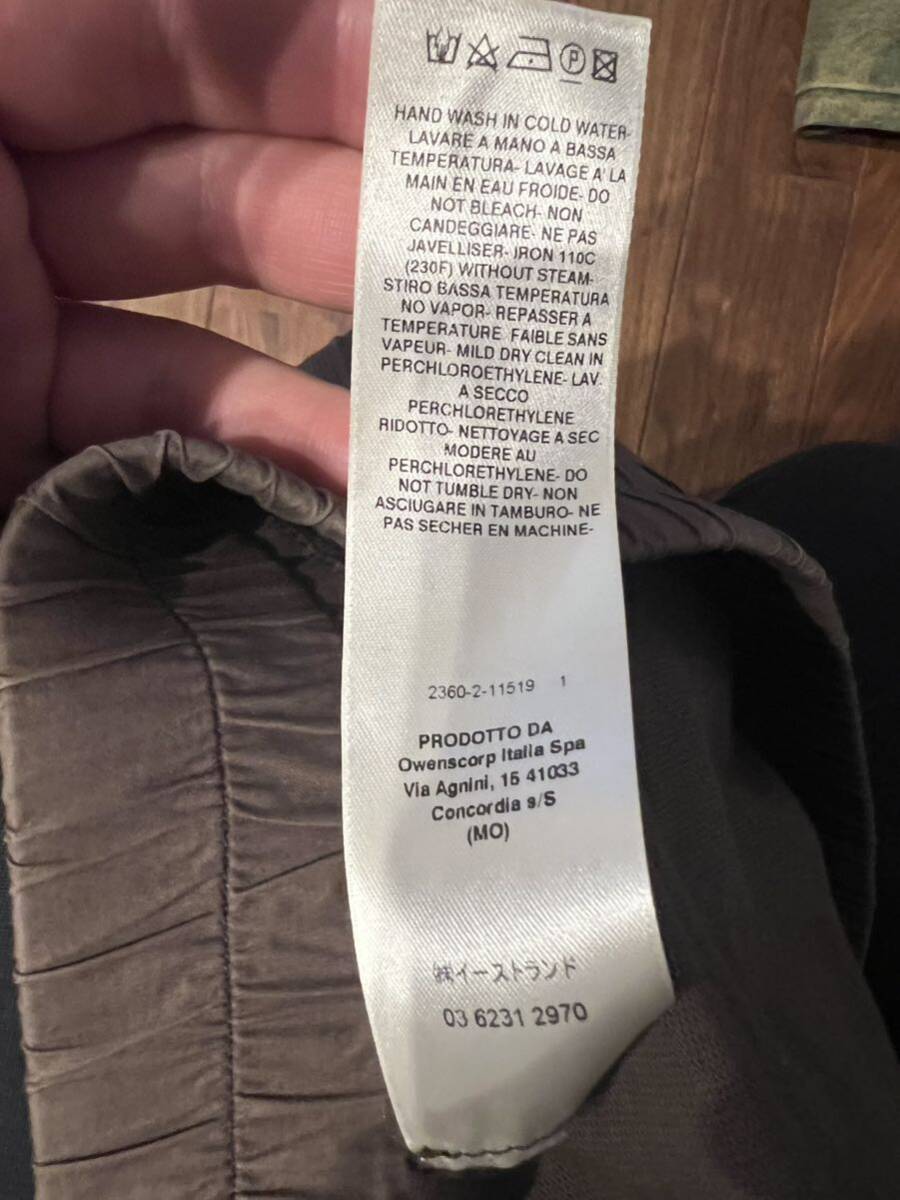 P
HAND WASH IN COLD WATER-
LAVARE A MANO A BASSA
TEMPERATURA- LAVAGE A' LA
MAIN EN EAU FROIDE- DO
NOT BLEACH- NON
CANDEGGIARE- NE PAS
JAVELLISER- IRON 110C
(230F) WITHOUT STEAM-
STIRO BASSA TEMPERATURA
NO VAPOR- REPASSER A
TEMPERATURE FAIBLE SANS
VAPEUR- MILD DRY CLEAN IN
PERCHLOROETHYLENE- LAV.
A SECCO
PERCHLORETHYLENE
RIDOTTO- NETTOYAGE A SEC
MODERE AU
PERCHLORETHYLENE- DO
NOT TUMBLE DRY- NON
ASCIUGARE IN TAMBURO- NE
PAS SECHER EN MACHINE-
2360-2-11519 1
PRODOTTO DA
Owenscorp Italia Spa
Via Agnini, 15 41033
Concordia s/S
(MO)
㈱イーストランド
03 6231 2970